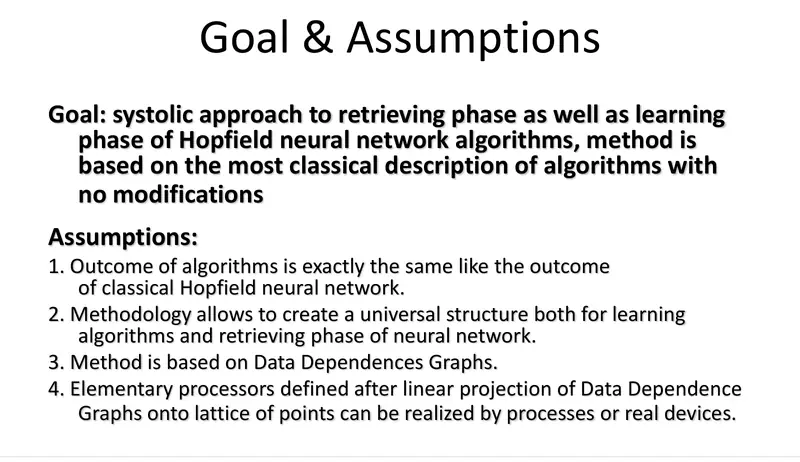 Goal & Assumptions
Goal: systolic approach to retrieving phase as well as learning
phase of Hopfield neural network algorithms, method is
based on the most classical description of algorithms with
no modifications
Assumptions:
1. Outcome of algorithms is exactly the same like the outcome
of classical Hopfield neural network.
2. Methodology allows to create a universal structure both for learning
algorithms and retrieving phase of neural network.
3. Method is based on Data Dependences Graphs.
4. Elementary processors defined after linear projection of Data Dependence
Graphs onto lattice of points can be realized by processes or real devices.